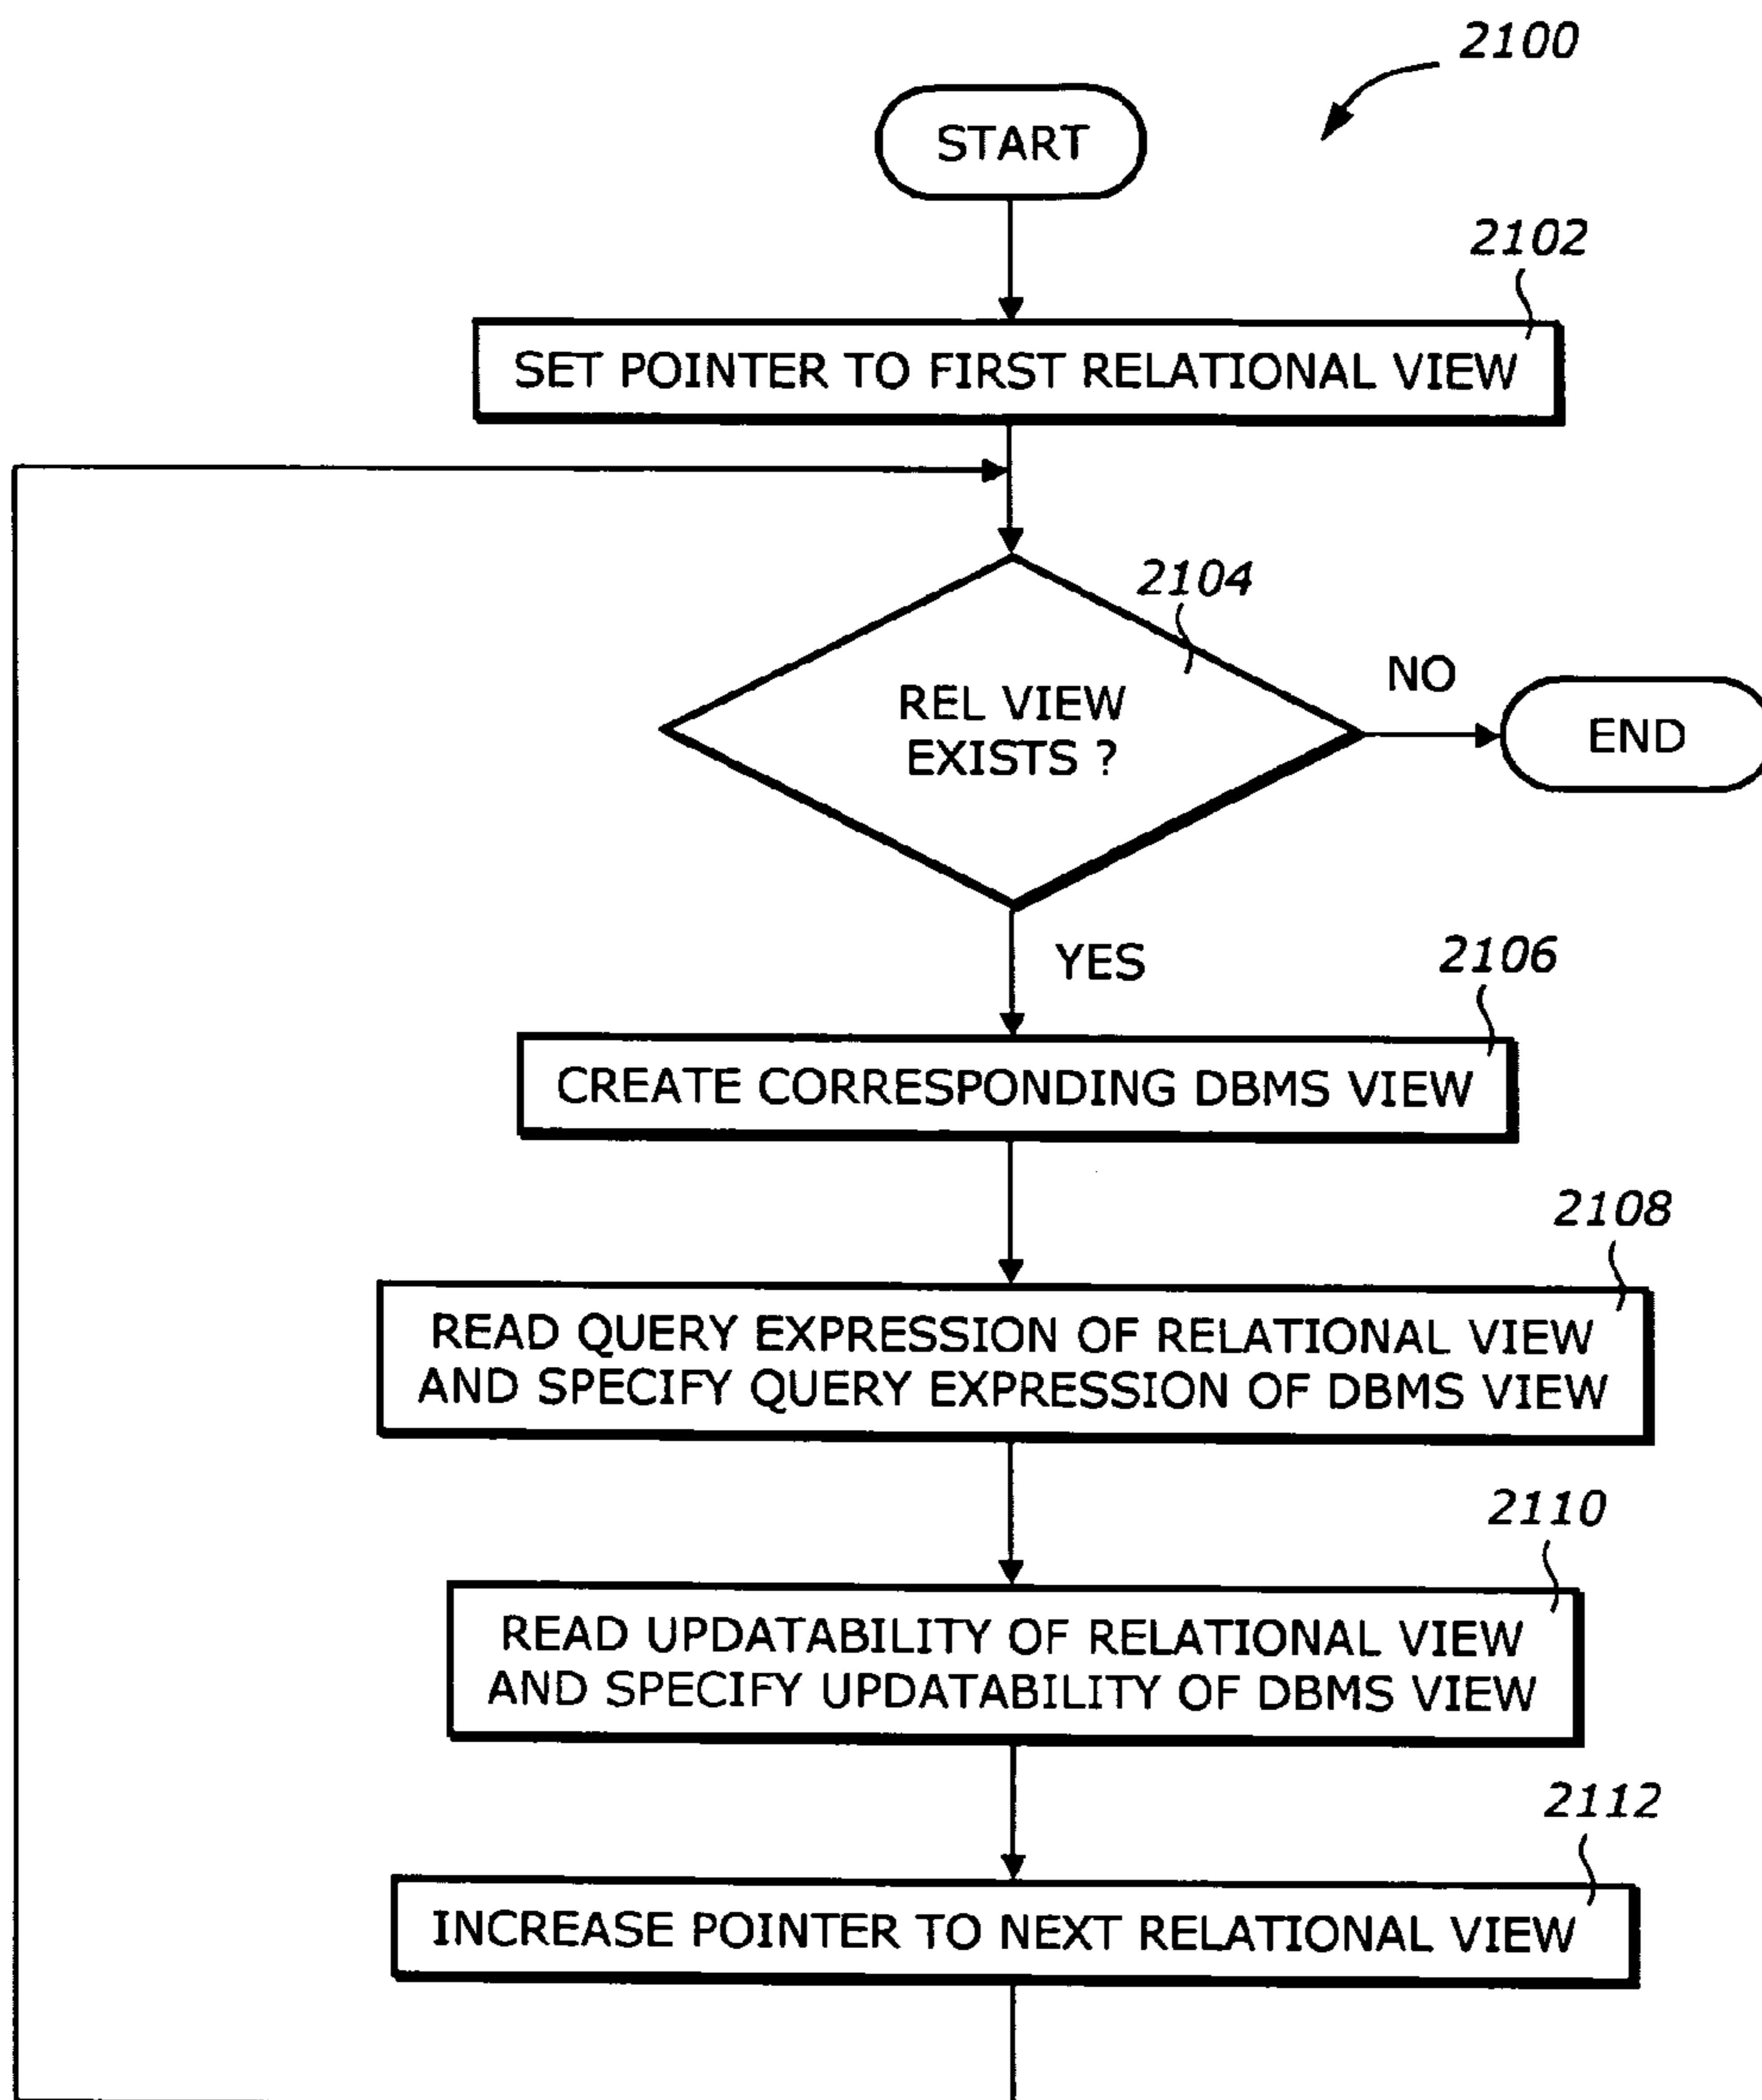 2100
START
2102
SET POINTER TO FIRST RELATIONAL VIEW
2104
REL VIEW
EXISTS ?
NO
END
YES
2106
CREATE CORRESPONDING DBMS VIEW
2108
READ QUERY EXPRESSION OF RELATIONAL VIEW
AND SPECIFY QUERY EXPRESSION OF DBMS VIEW
2110
READ UPDATABILITY OF RELATIONAL VIEW
AND SPECIFY UPDATABILITY OF DBMS VIEW
2112
INCREASE POINTER TO NEXT RELATIONAL VIEW